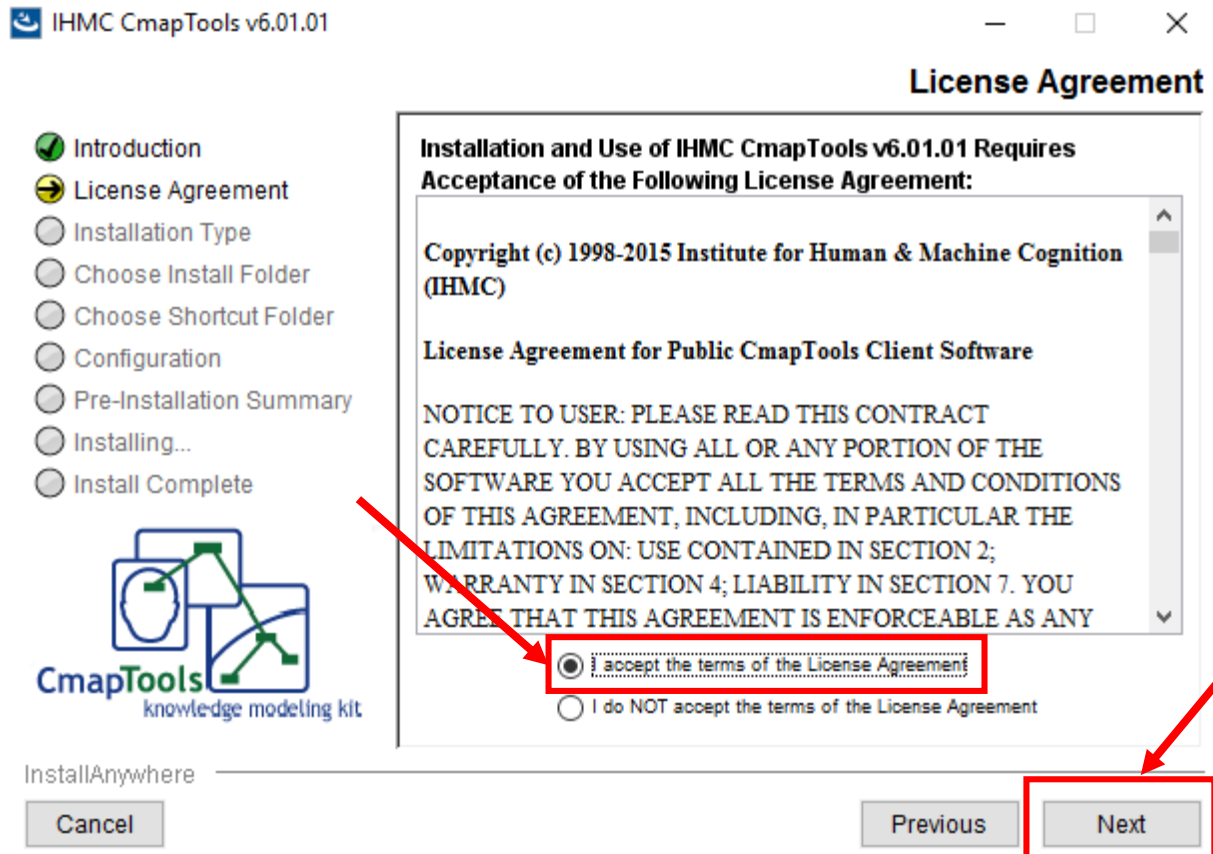 IHMC CmapTools v6.01.01
License Agreement
Introduction
License Agreement
Installation Type
Choose Install Folder
Choose Shortcut Folder
Configuration
Pre-Installation Summary
Installing...
Install Complete
CmapTools
knowledge modeling kit
Installation and Use of IHMC CmapTools v6.01.01 Requires
Acceptance of the Following License Agreement:
Copyright (c) 1998-2015 Institute for Human & Machine Cognition
(IHMC)
License Agreement for Public CmapTools Client Software
NOTICE TO USER: PLEASE READ THIS CONTRACT
CAREFULLY. BY USING ALL OR ANY PORTION OF THE
SOFTWARE YOU ACCEPT ALL THE TERMS AND CONDITIONS
OF THIS AGREEMENT, INCLUDING, IN PARTICULAR THE
LIMITATIONS ON: USE CONTAINED IN SECTION 2;
WARRANTY IN SECTION 4; LIABILITY IN SECTION 7. YOU
AGREE THAT THIS AGREEMENT IS ENFORCEABLE AS ANY
I accept the terms of the License Agreement
I do NOT accept the terms of the License Agreement
InstallAnywhere
Cancel
Previous
Next